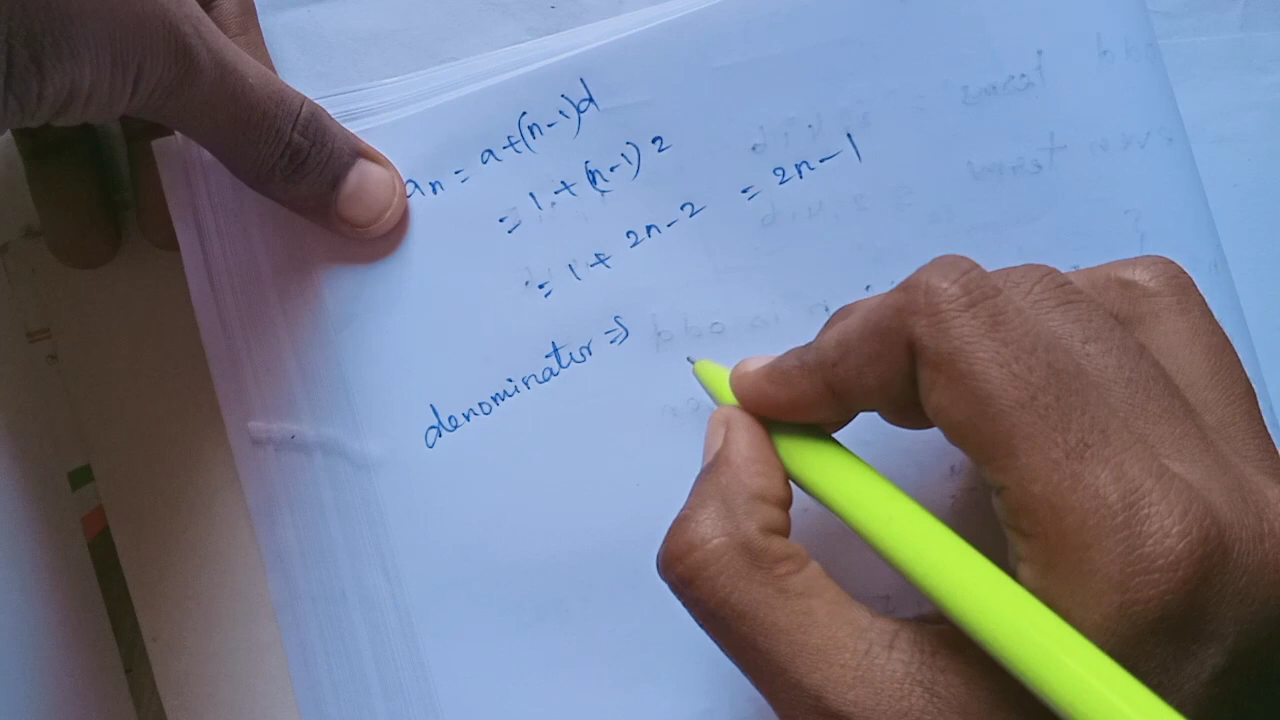 an = a+(n-1)d
= 1 + (n-1) 2
= 1 + 2n-2 = 2n-1
denominator ⇒